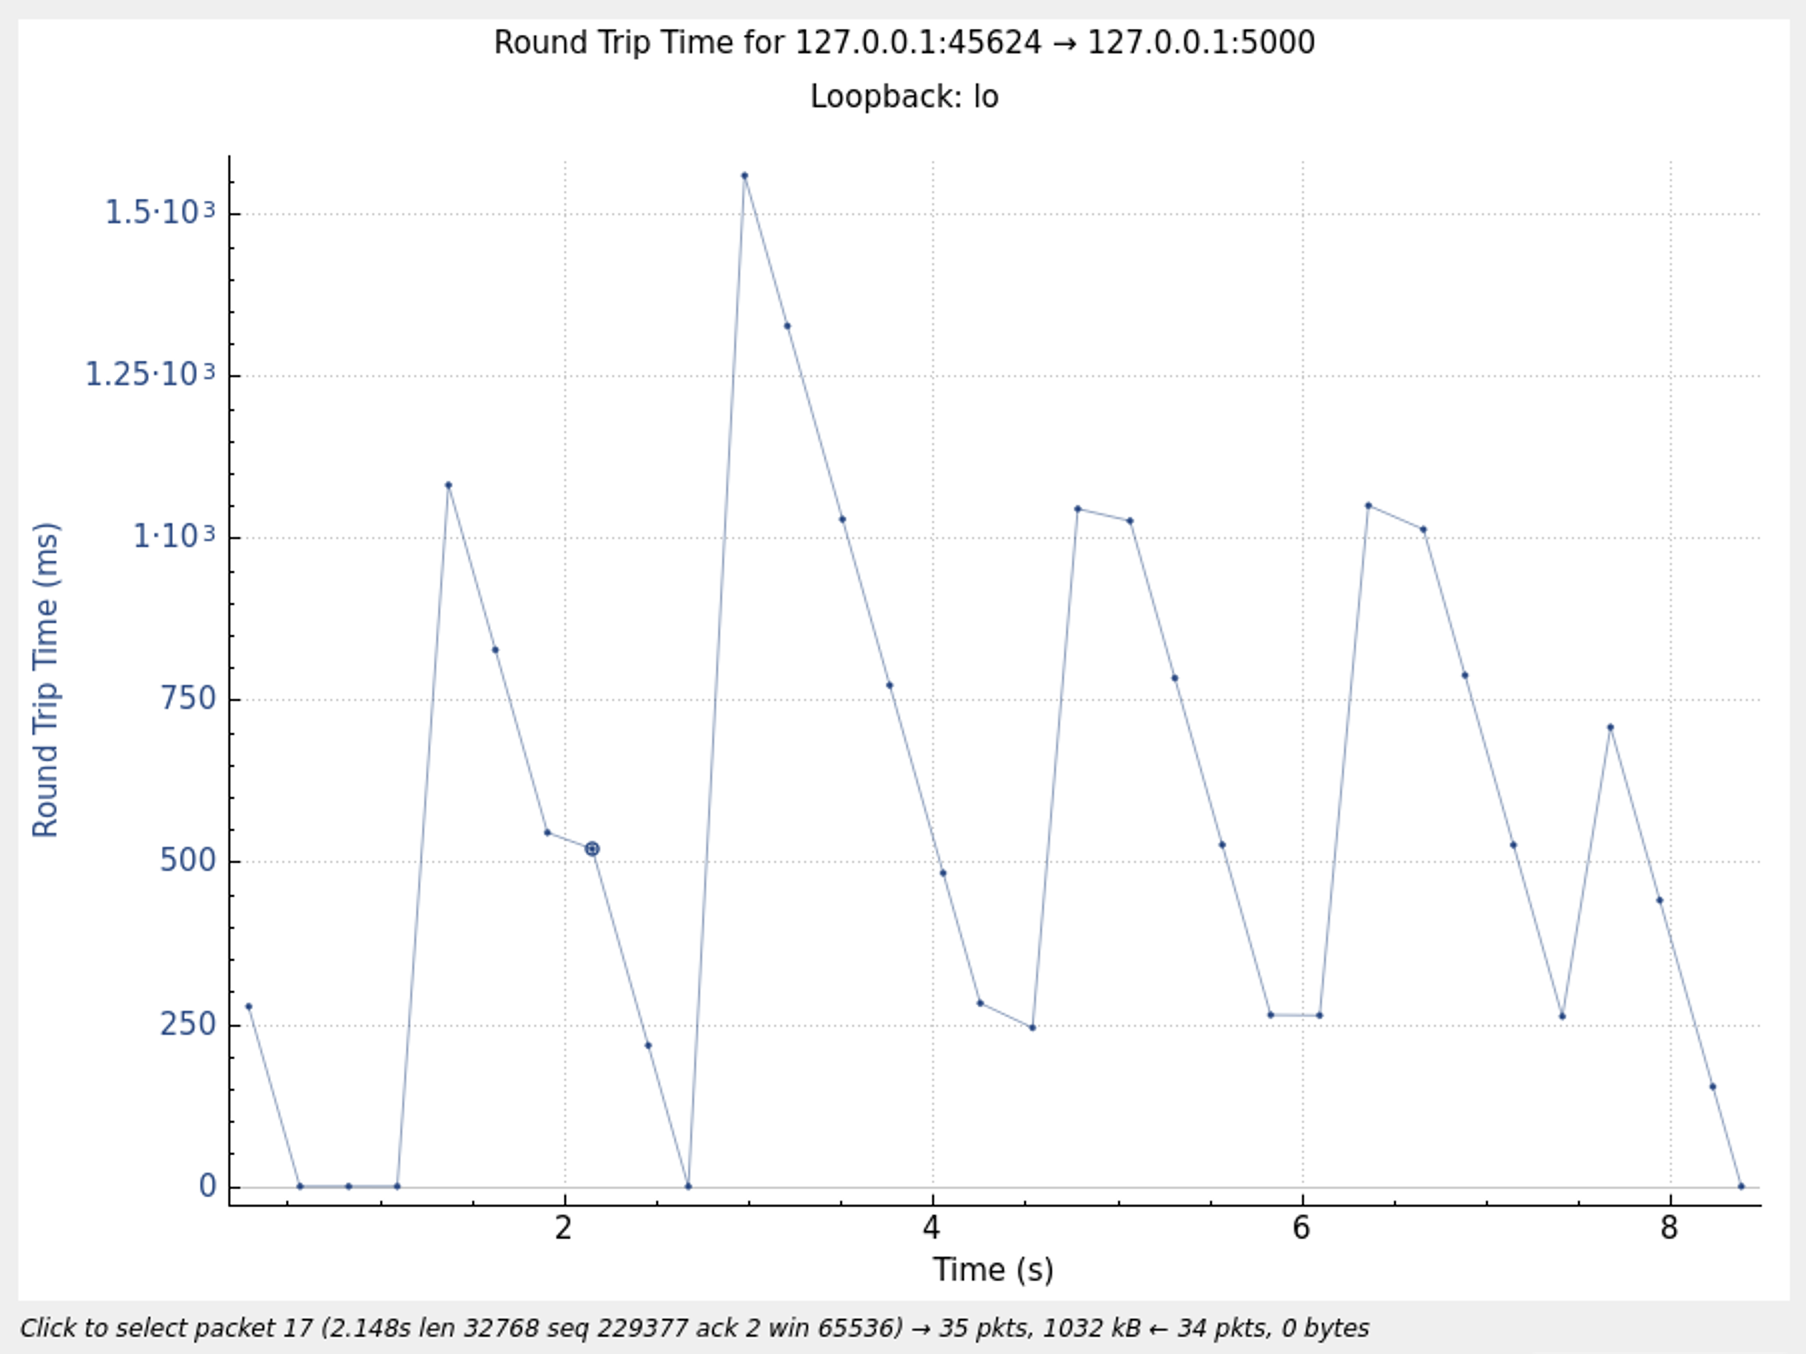 Round Trip Time for 127.0.0.1:45624 → 127.0.0.1:5000
Loopback: lo
Round Trip Time (ms)
1.5·10³
1.25·10³
1·10³
750
500
250
0
2 4 6 8
Time (s)
Click to select packet 17 (2.148s len 32768 seq 229377 ack 2 win 65536) → 35 pkts, 1032 kB ← 34 pkts, 0 bytes